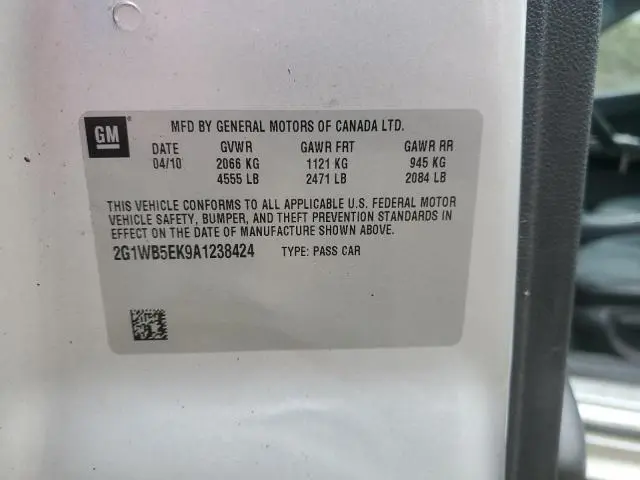 GM
MFD BY GENERAL MOTORS OF CANADA LTD.
DATE GVWR GAWR FRT GAWR RR
04/10 2066 KG 1121 KG 945 KG
4555 LB 2471 LB 2084 LB
THIS VEHICLE CONFORMS TO ALL APPLICABLE U.S. FEDERAL MOTOR
VEHICLE SAFETY, BUMPER, AND THEFT PREVENTION STANDARDS IN
EFFECT ON THE DATE OF MANUFACTURE SHOWN ABOVE.
2G1WB5EK9A1238424 TYPE: PASS CAR